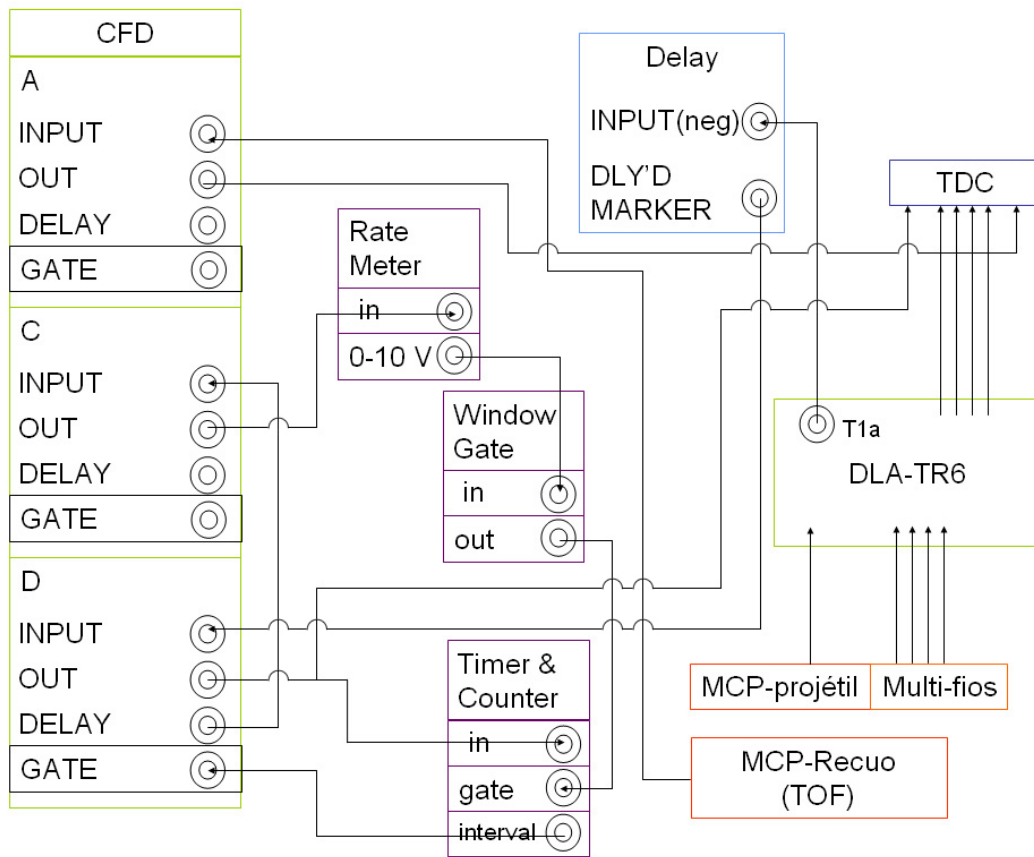 CFD
A
INPUT
OUT
DELAY
GATE
C
INPUT
OUT
DELAY
GATE
D
INPUT
OUT
DELAY
GATE
Rate
Meter
in
0-10 V
Window
Gate
in
out
Timer &
Counter
in
gate
interval
Delay
INPUT(neg)
DLY'D
MARKER
TDC
T1a
DLA-TR6
MCP-projétil
Multi-fios
MCP-Recuo
(TOF)